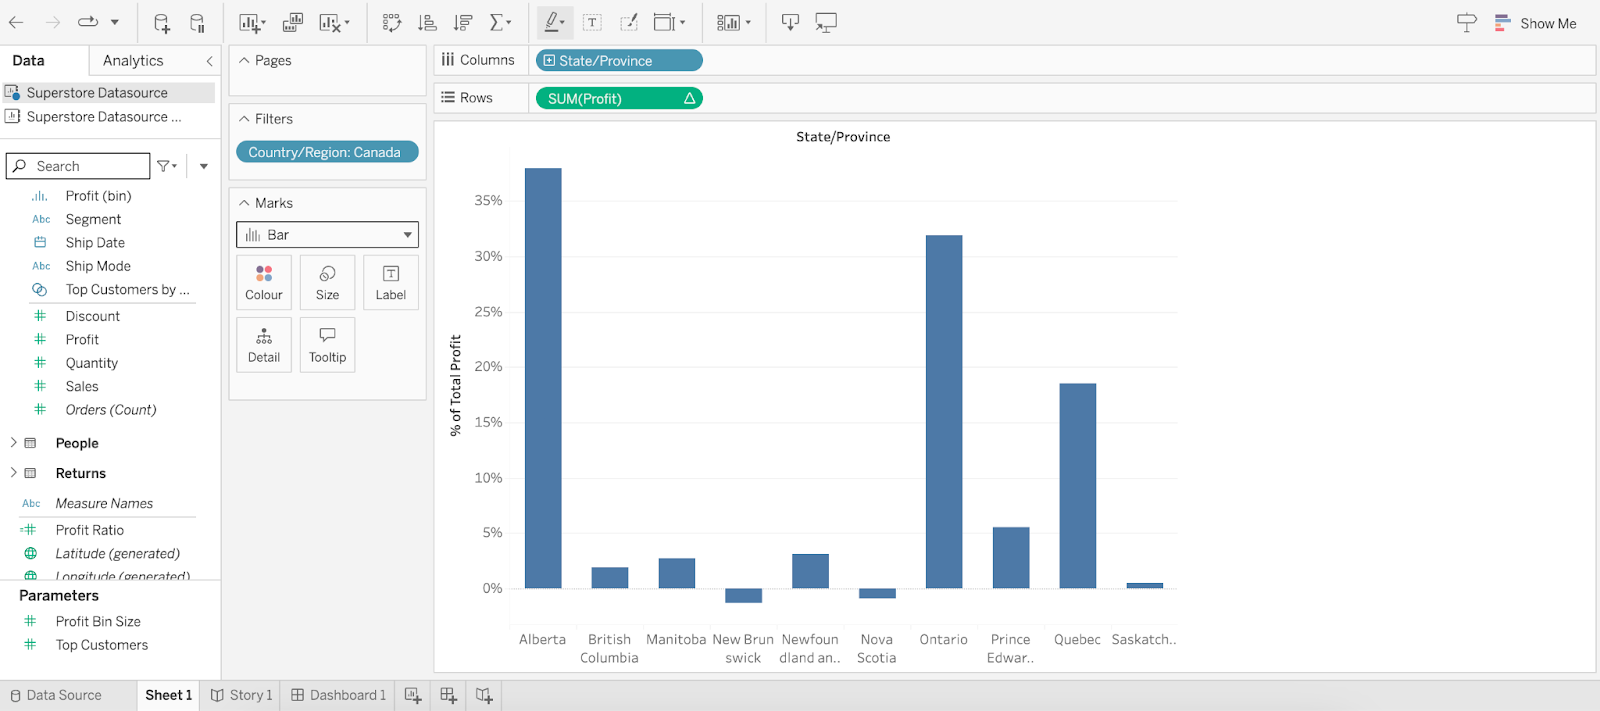 Show Me
Data
Analytics
Superstore Datasource
Superstore Datasource ...
Search
Profit (bin)
Abc Segment
Ship Date
Abc Ship Mode
Top Customers by ...
Discount
Profit
Quantity
Sales
Orders (Count)
People
Returns
Abc Measure Names
Profit Ratio
Latitude (generated)
Longitude (generated)
Parameters
Profit Bin Size
Top Customers
Pages
Filters
Country/Region: Canada
Marks
Bar
Colour
Size
Label
Detail
Tooltip
Columns
State/Province
Rows
SUM(Profit)
State/Province
% of Total Profit
35%
30%
25%
20%
15%
10%
5%
0%
Alberta
British
Columbia
Manitoba
New Brun
swick
Newfoun
dland an..
Nova
Scotia
Ontario
Prince
Edwar..
Quebec
Saskatch..
Data Source
Sheet 1
Story 1
Dashboard 1